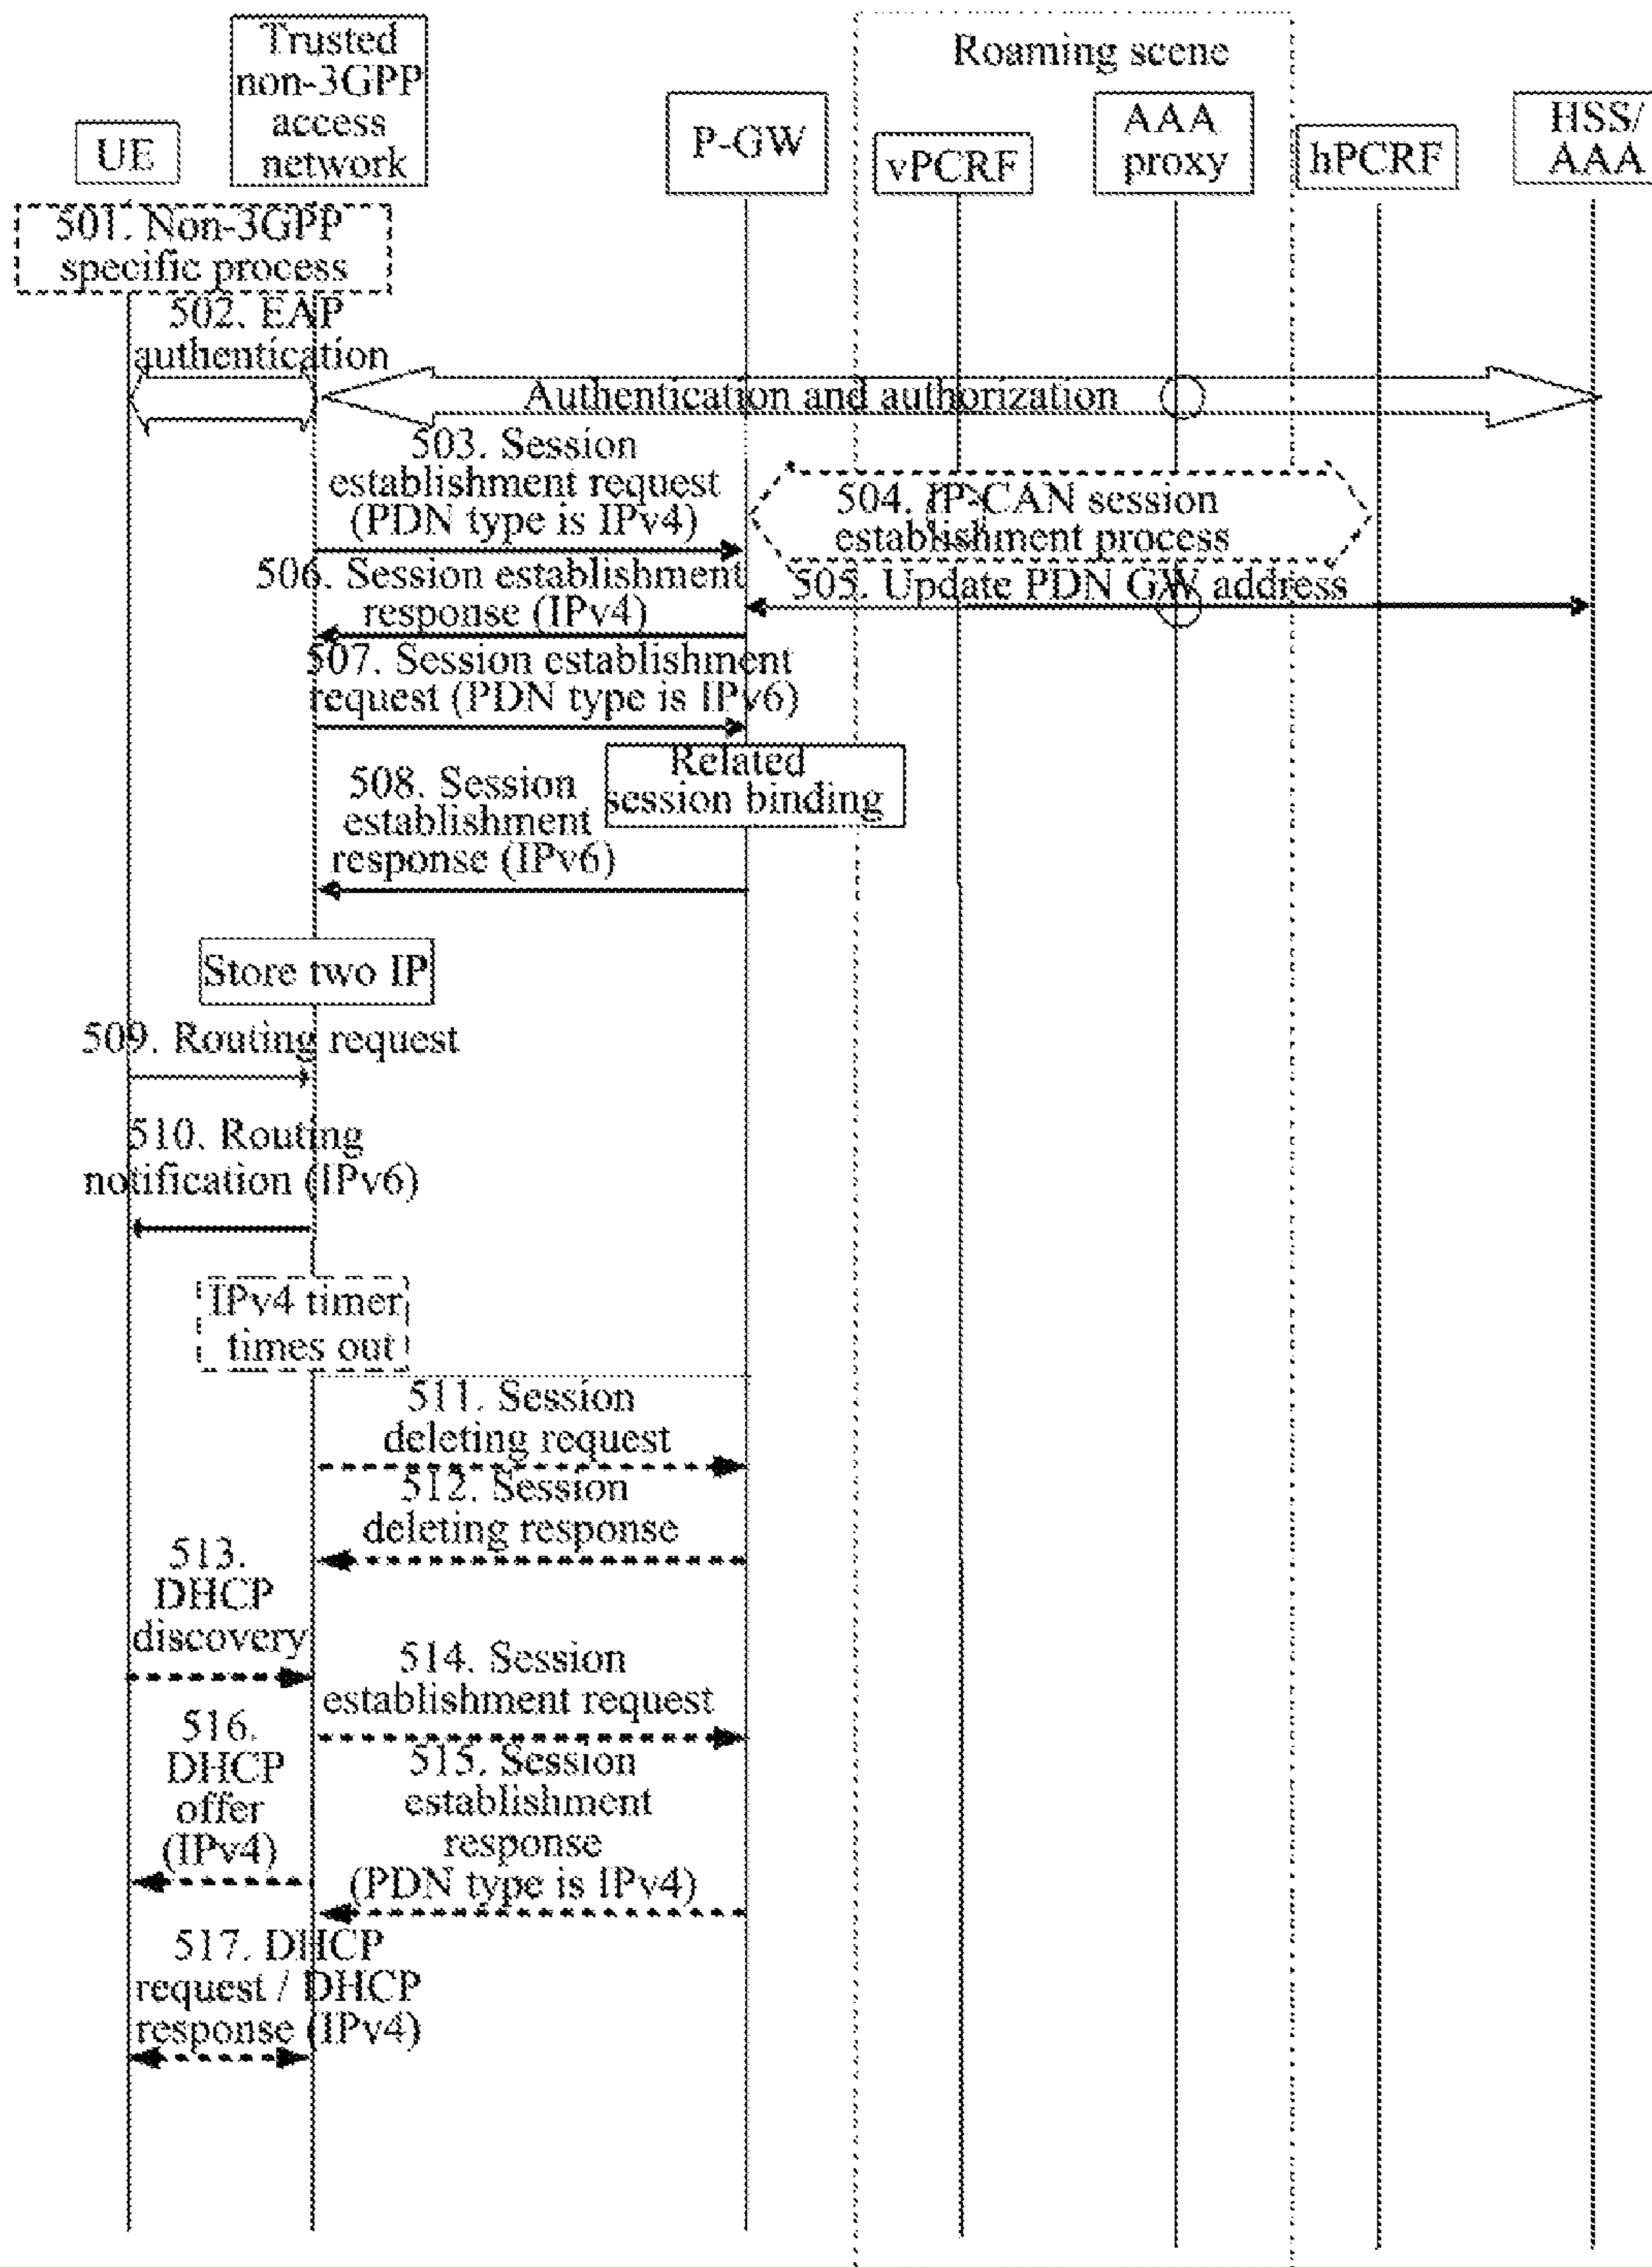 Trusted
non-3GPP
access
network
UE
P-GW
Roaming scene
vPCRF
AAA
proxy
hPCRF
HSS/
AAA
501. Non-3GPP
specific process
502. EAP
authentication
Authentication and authorization
503. Session
establishment request
(PDN type is IPv4)
504. IP-CAN session
establishment process
505. Update PDN GW address
506. Session establishment
response (IPv4)
507. Session establishment
request (PDN type is IPv6)
Related
session binding
508. Session
establishment
response (IPv6)
Store two IP
509. Routing request
510. Routing
notification (IPv6)
IPv4 timer
times out
511. Session
deleting request
512. Session
deleting response
513.
DHCP
discovery
514. Session
establishment request
515. Session
establishment
response
(PDN type is IPv4)
516.
DHCP
offer
(IPv4)
517. DHCP
request / DHCP
response (IPv4)